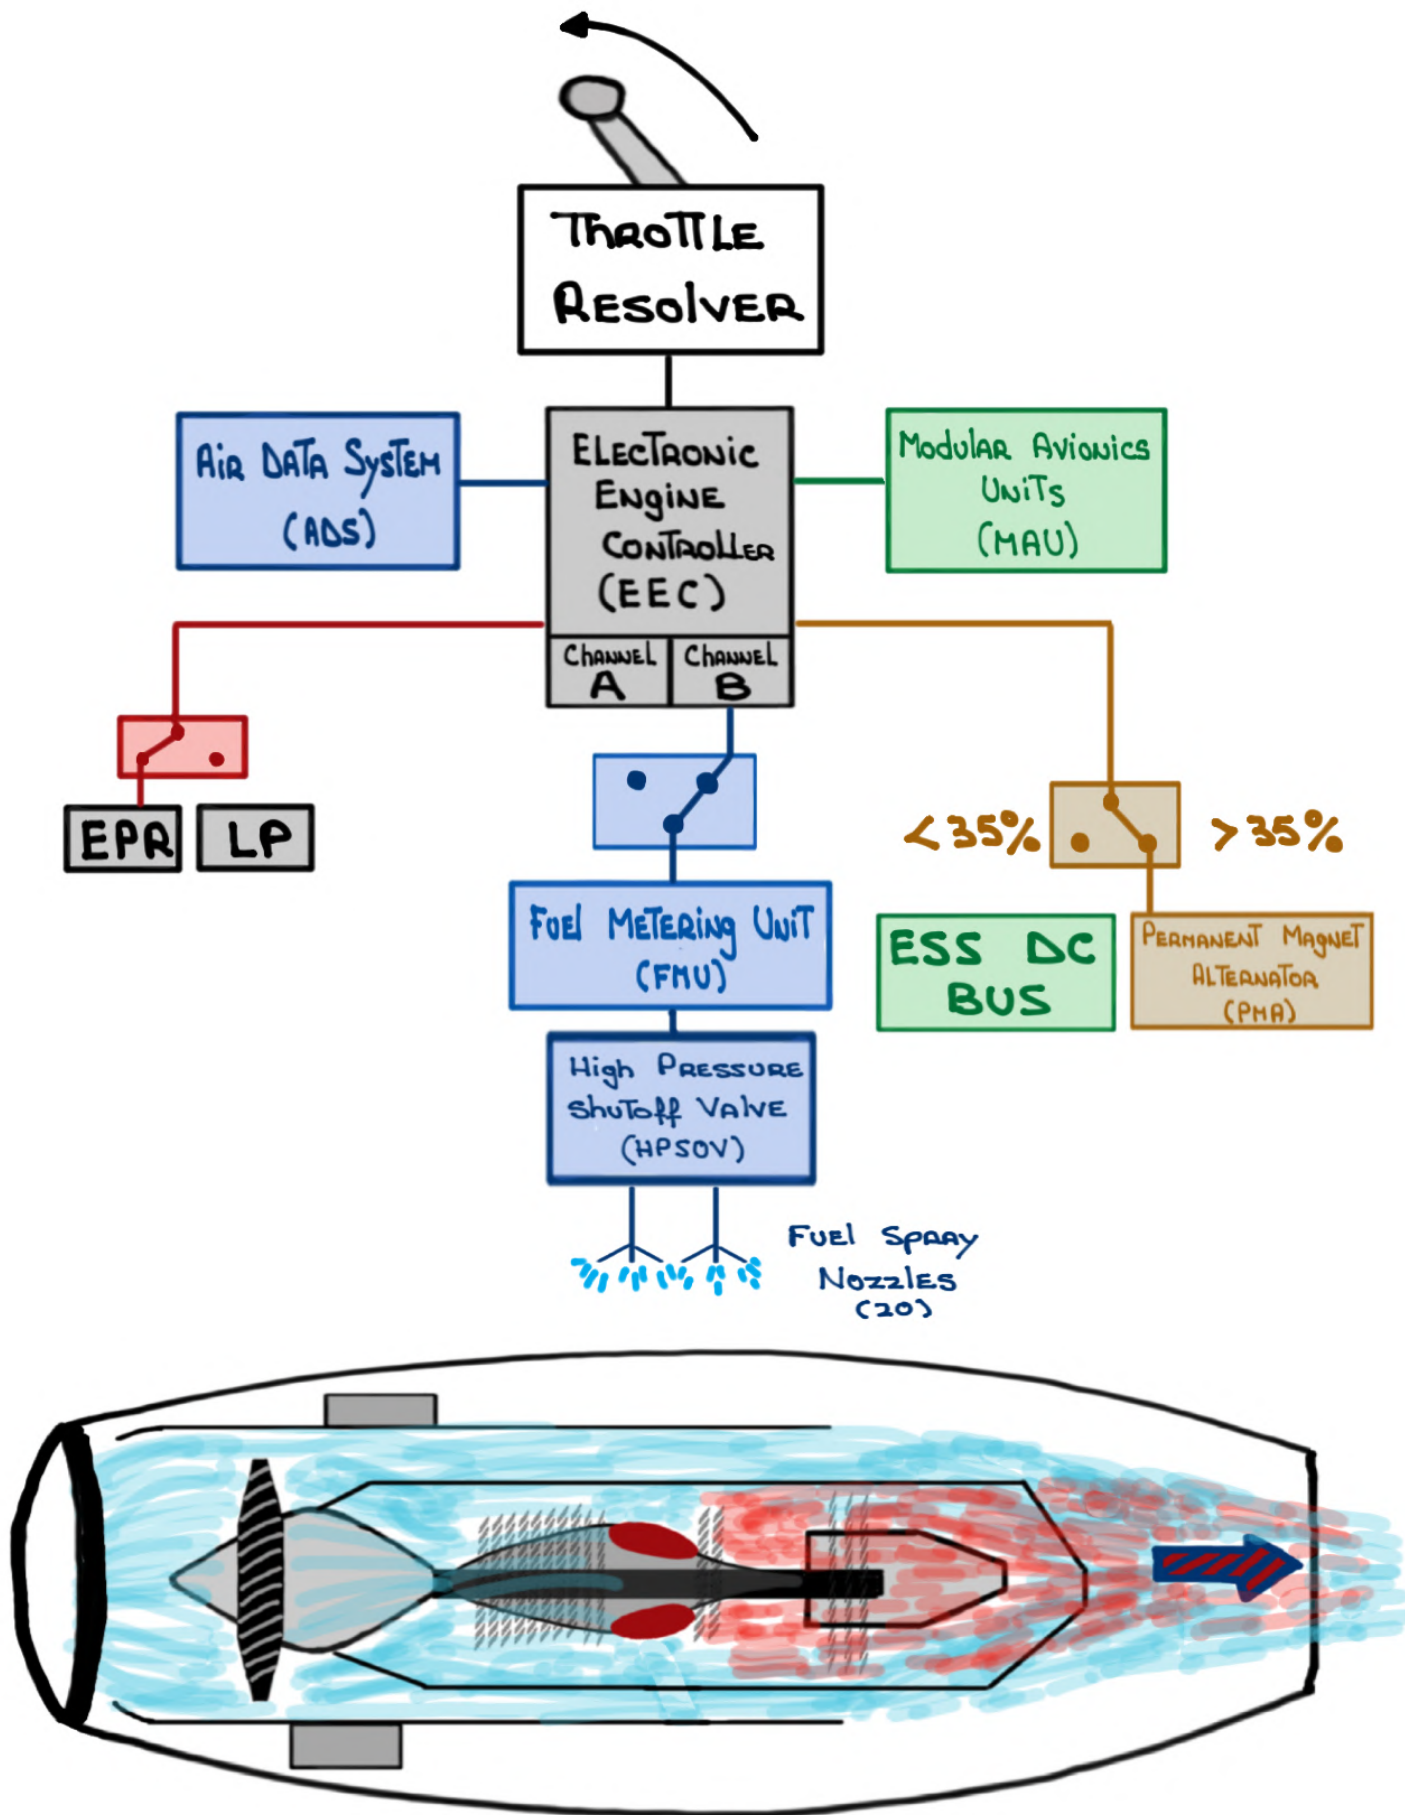 Throttle
Resolver
Air Data System
(ADS)
Electronic
Engine
Controller
(EEC)
Channel
A
Channel
B
Modular Avionics
Units
(MAU)
EPR
LP
<35%
>35%
Fuel Metering Unit
(FMU)
ESS DC
BUS
Permanent Magnet
Alternator
(PMA)
High Pressure
Shutoff Valve
(HPSOV)
Fuel Spray
Nozzles
(20)